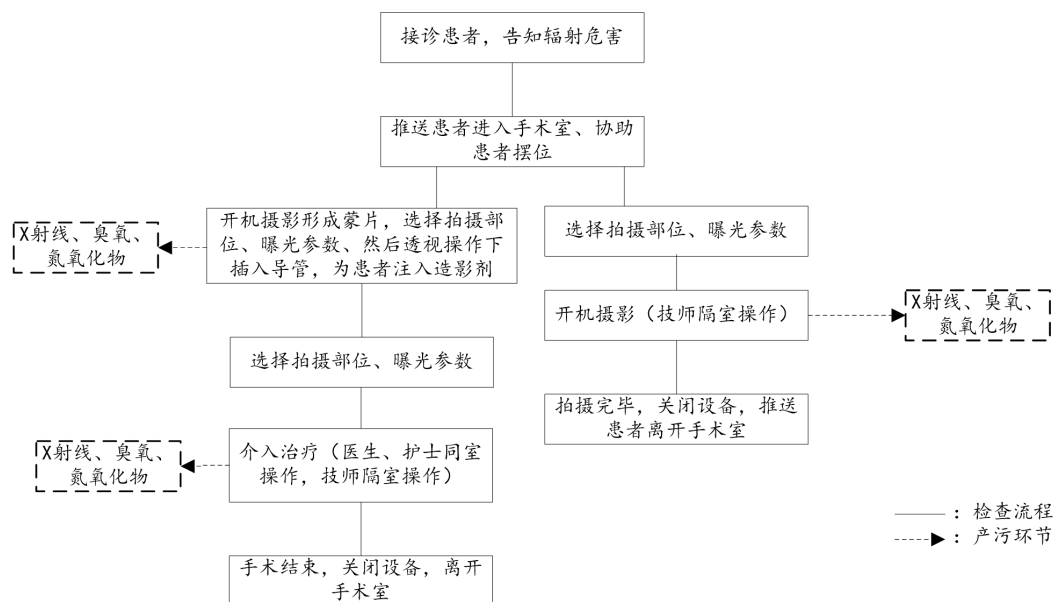 接诊患者，告知辐射危害
推送患者进入手术室、协助
患者摆位
X射线、臭氧、
氮氧化物
开机摄影形成蒙片，选择拍摄部
位、曝光参数、然后透视操作下
插入导管，为患者注入造影剂
选择拍摄部位、曝光参数
开机摄影（技师隔室操作）
X射线、臭氧、
氮氧化物
选择拍摄部位、曝光参数
拍摄完毕，关闭设备，推送
患者离开手术室
X射线、臭氧、
氮氧化物
介入治疗（医生、护士同室
操作，技师隔室操作）
手术结束，关闭设备，离开
手术室
：检查流程
：产污环节